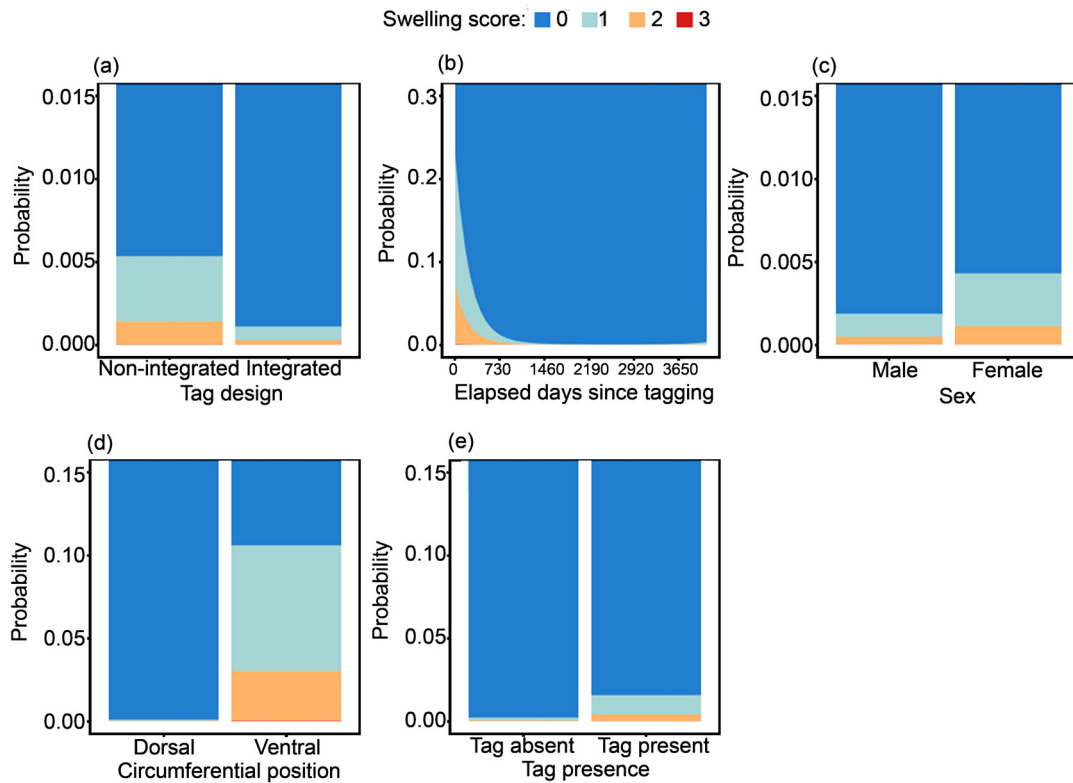 Swelling score: 0 1 2 3
(a)
0.015
0.010
0.005
0.000
Probability
Non-integrated Integrated
Tag design
(b)
0.3
0.2
0.1
0.0
Probability
0 730 1460 2190 2920 3650
Elapsed days since tagging
(c)
0.015
0.010
0.005
0.000
Probability
Male Female
Sex
(d)
0.15
0.10
0.05
0.00
Probability
Dorsal Ventral
Circumferential position
(e)
0.15
0.10
0.05
0.00
Probability
Tag absent Tag present
Tag presence